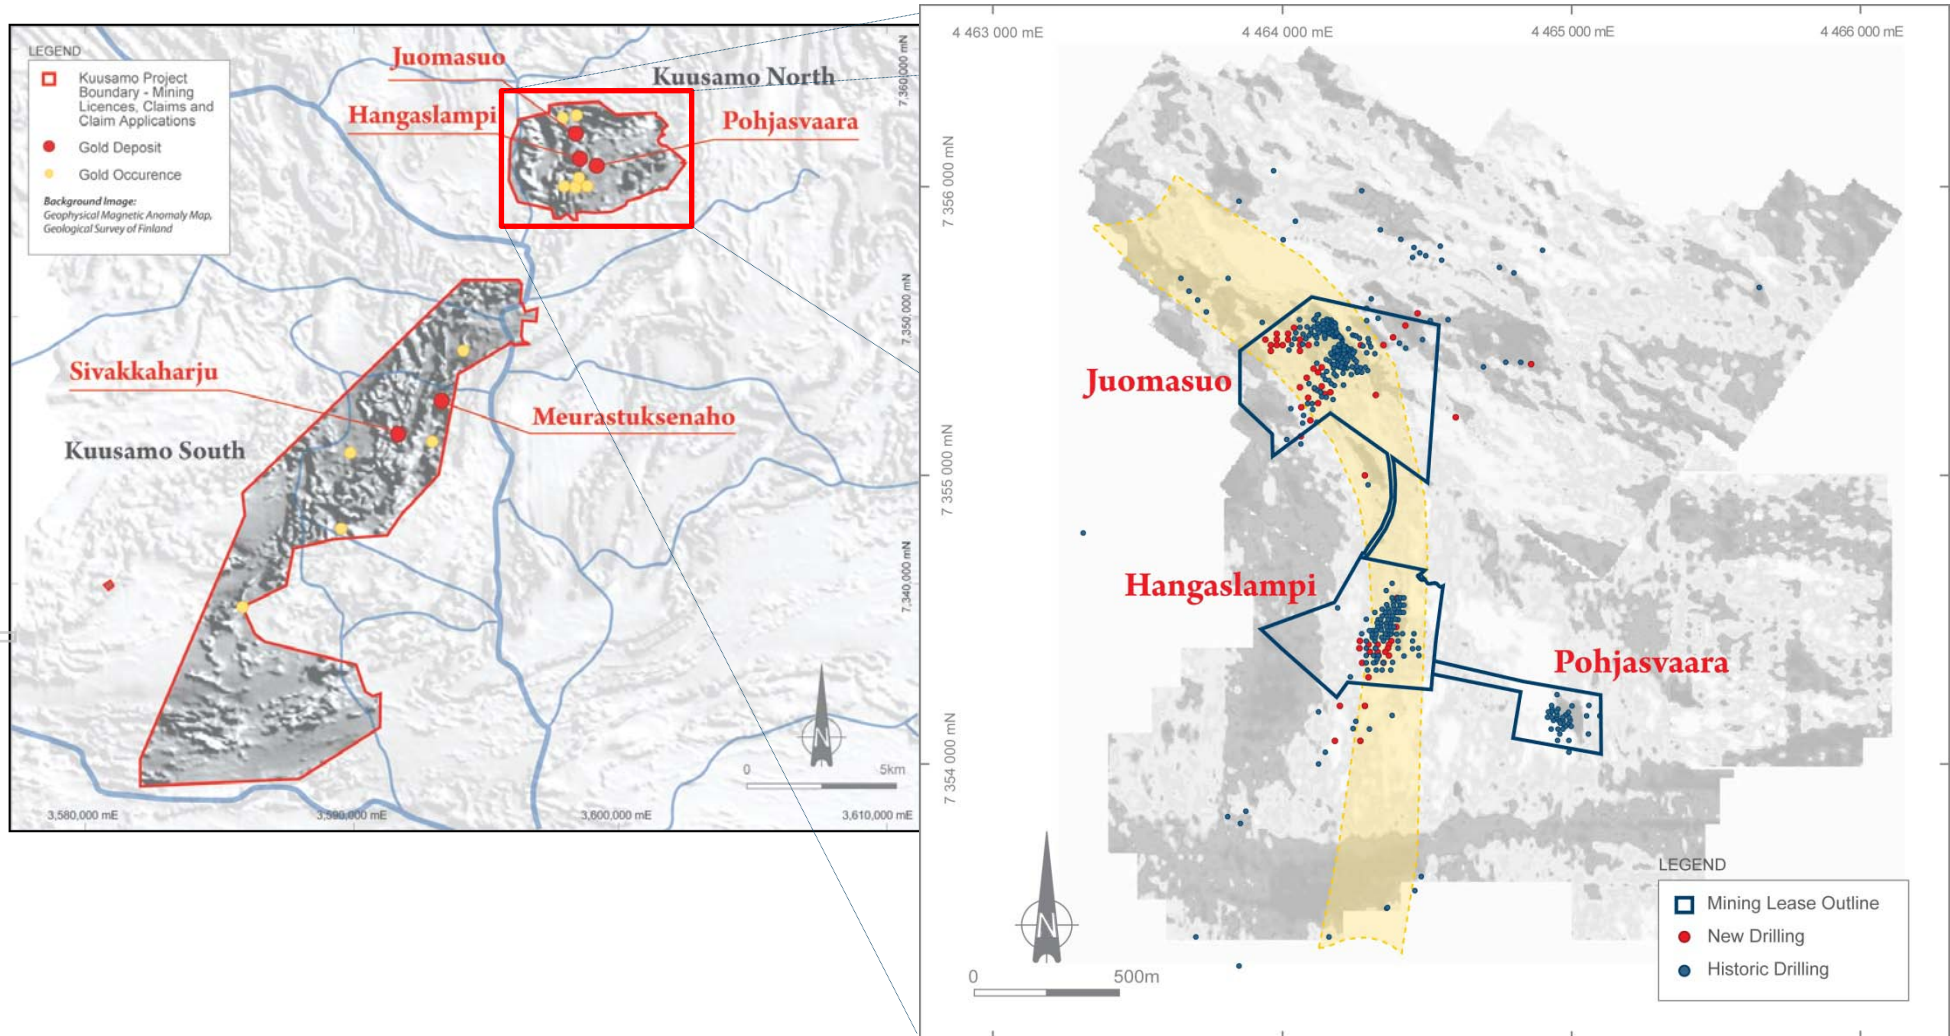 LEGEND
Kuusamo Project
Boundary - Mining
Licences, Claims and
Claim Applications
Gold Deposit
Gold Occurence
Background Image:
Geophysical Magnetic Anomaly Map,
Geological Survey of Finland
Juomasuo
Kuusamo North
Hangaslampi
Pohjasvaara
Sivakkaharju
Meurastuksenaho
Kuusamo South
7,360,000 mN
7,350,000 mN
7,340,000 mN
N
0 5km
3,580,000 mE 3,590,000 mE 3,600,000 mE 3,610,000 mE
4 463 000 mE 4 464 000 mE 4 465 000 mE 4 466 000 mE
7 356 000 mN
7 355 000 mN
7 354 000 mN
Juomasuo
Hangaslampi
Pohjasvaara
N
0 500m
LEGEND
Mining Lease Outline
New Drilling
Historic Drilling